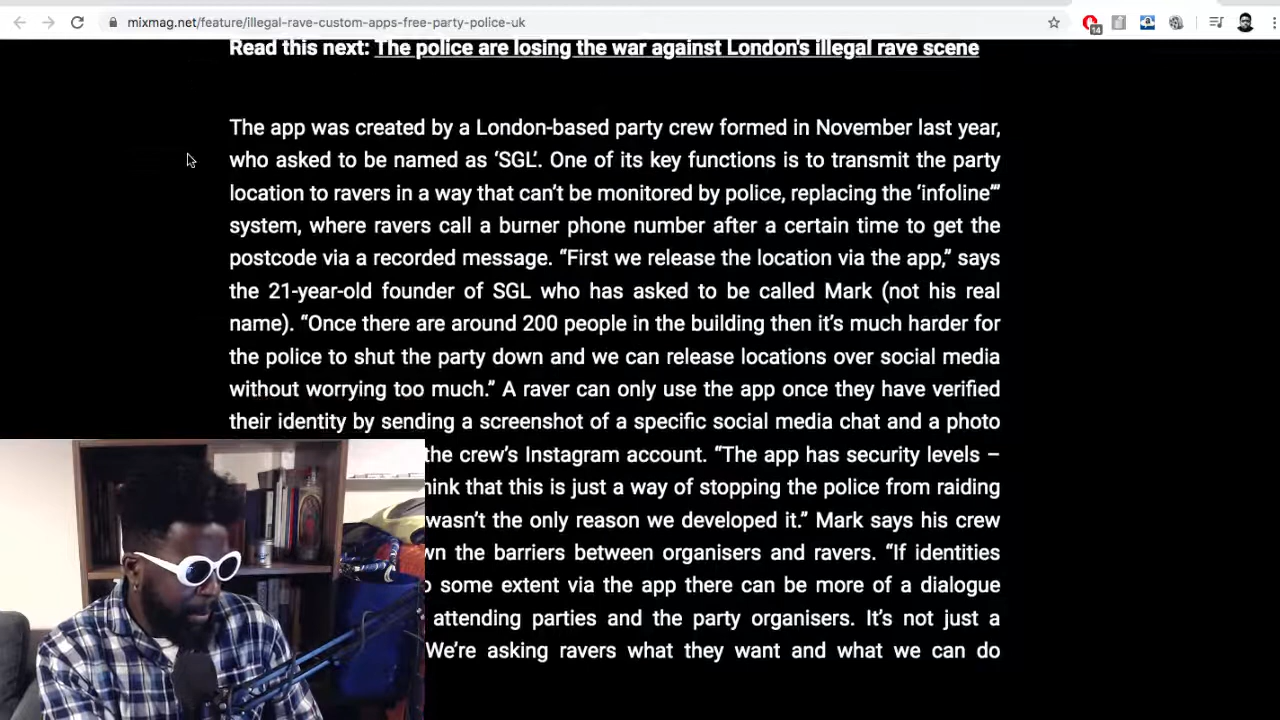 mixmag.net/feature/illegal-rave-custom-apps-free-party-police-uk
14
Read this next: The police are losing the war against London's illegal rave scene
The app was created by a London-based party crew formed in November last year,
who asked to be named as ‘SGL’. One of its key functions is to transmit the party
location to ravers in a way that can’t be monitored by police, replacing the ‘infoline’”
system, where ravers call a burner phone number after a certain time to get the
postcode via a recorded message. “First we release the location via the app,” says
the 21-year-old founder of SGL who has asked to be called Mark (not his real
name). “Once there are around 200 people in the building then it’s much harder for
the police to shut the party down and we can release locations over social media
without worrying too much.” A raver can only use the app once they have verified
their identity by sending a screenshot of a specific social media chat and a photo
the crew’s Instagram account. “The app has security levels –
hink that this is just a way of stopping the police from raiding
wasn’t the only reason we developed it.” Mark says his crew
wn the barriers between organisers and ravers. “If identities
some extent via the app there can be more of a dialogue
attending parties and the party organisers. It’s not just a
We’re asking ravers what they want and what we can do